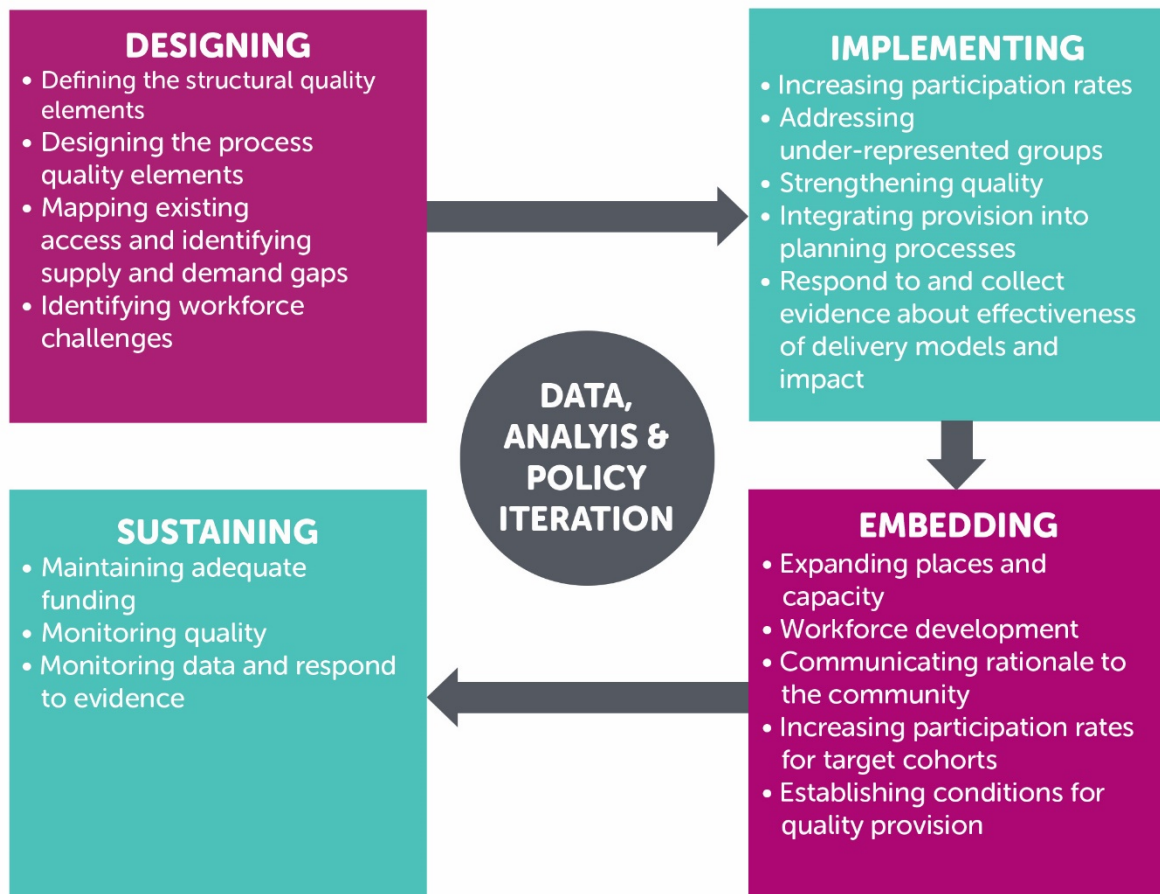 DESIGNING
• Defining the structural quality
elements
• Designing the process
quality elements
• Mapping existing
access and identifying
supply and demand gaps
• Identifying workforce
challenges
IMPLEMENTING
• Increasing participation rates
• Addressing
under-represented groups
• Strengthening quality
• Integrating provision into
planning processes
• Respond to and collect
evidence about effectiveness
of delivery models and
impact
DATA,
ANALYIS &
POLICY
ITERATION
EMBEDDING
• Expanding places and
capacity
• Workforce development
• Communicating rationale to
the community
• Increasing participation rates
for target cohorts
• Establishing conditions for
quality provision
SUSTAINING
• Maintaining adequate
funding
• Monitoring quality
• Monitoring data and respond
to evidence